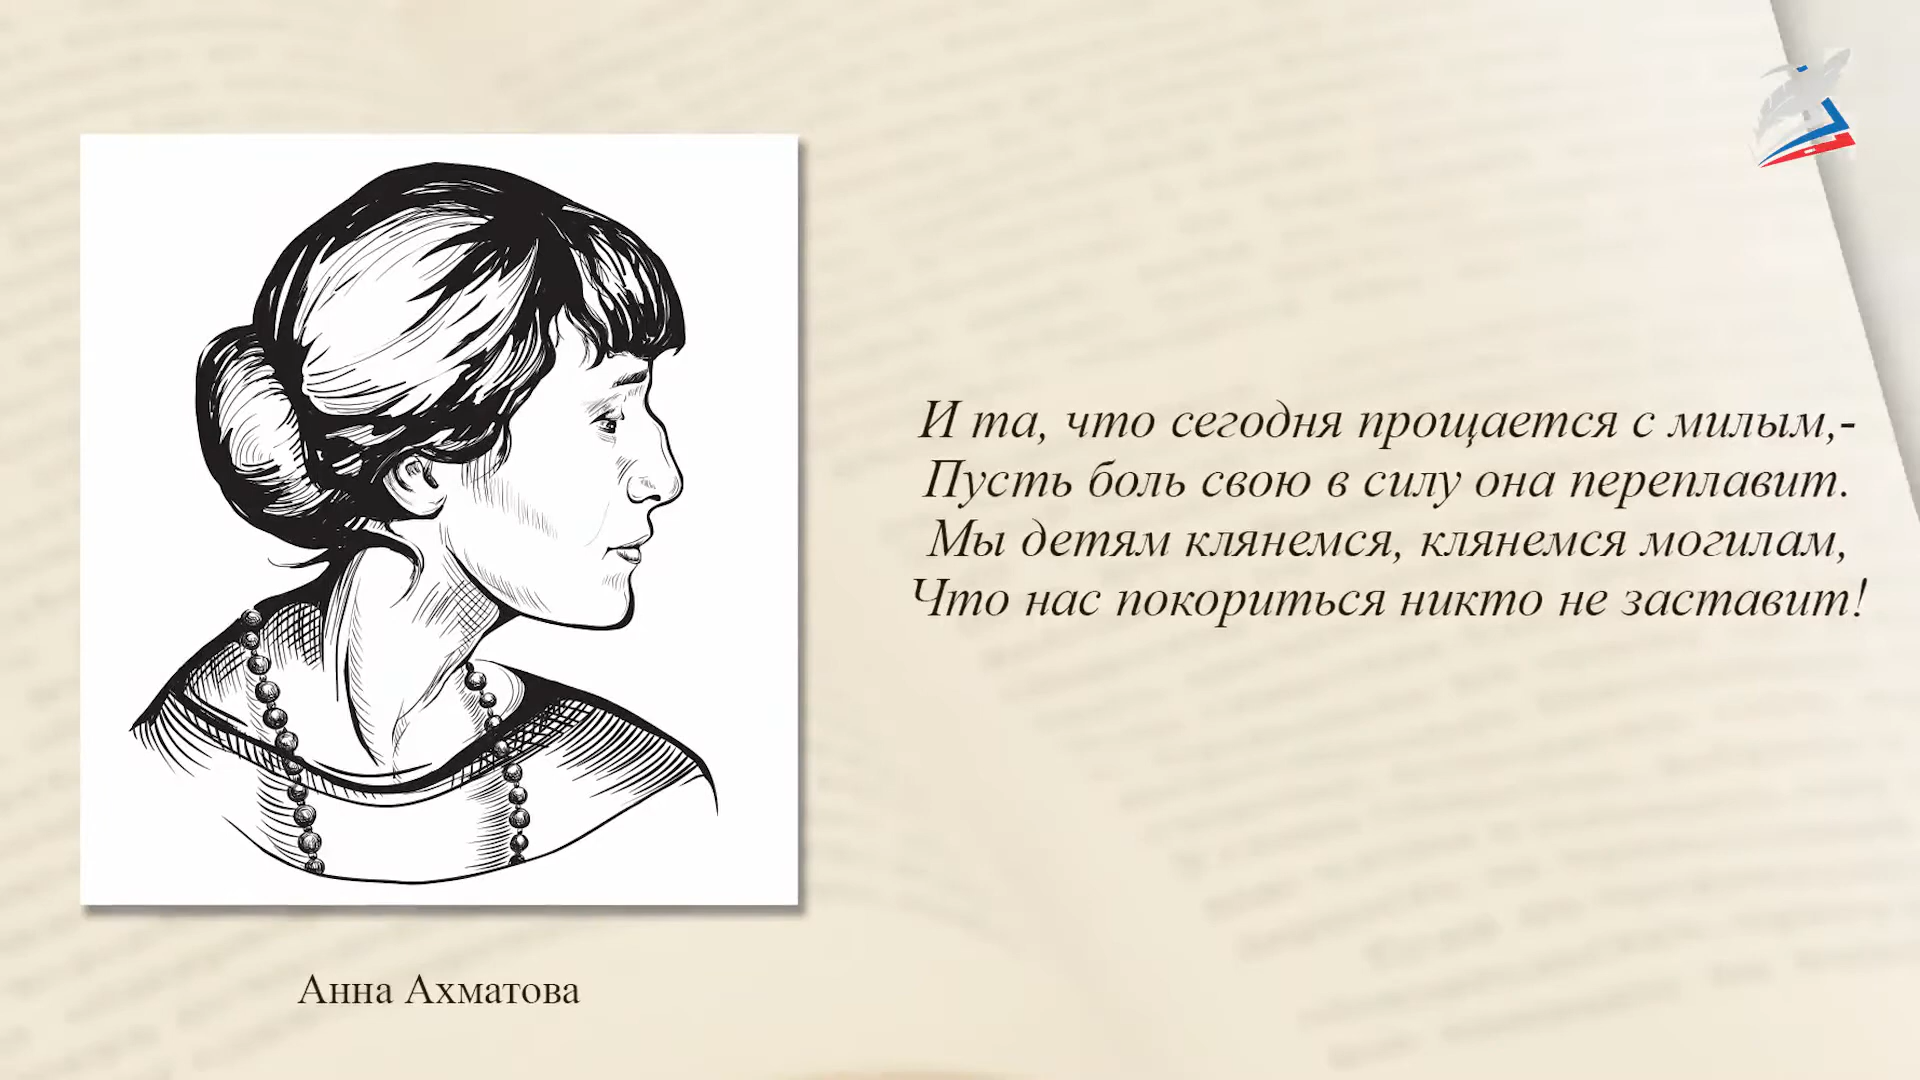 И та, что сегодня прощается с милым,-
Пусть боль свою в силу она переплавит.
Мы детям клянемся, клянемся могилам,
Что нас покориться никто не заставит!
Анна Ахматова